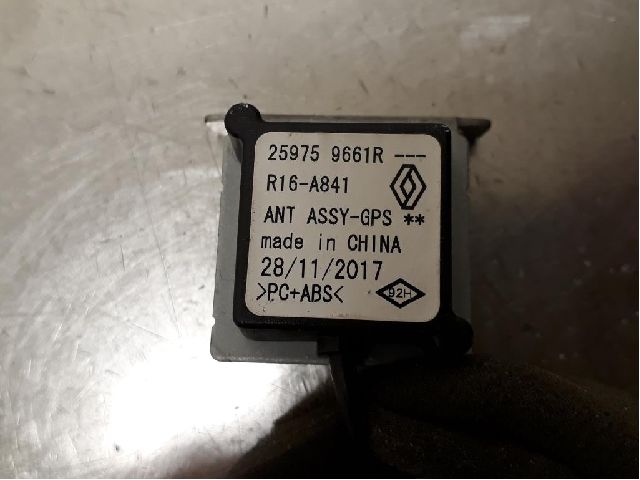 25975 9661R ---
R16-A841
ANT ASSY-GPS **
made in CHINA
28/11/2017
>PC+ABS<
92H